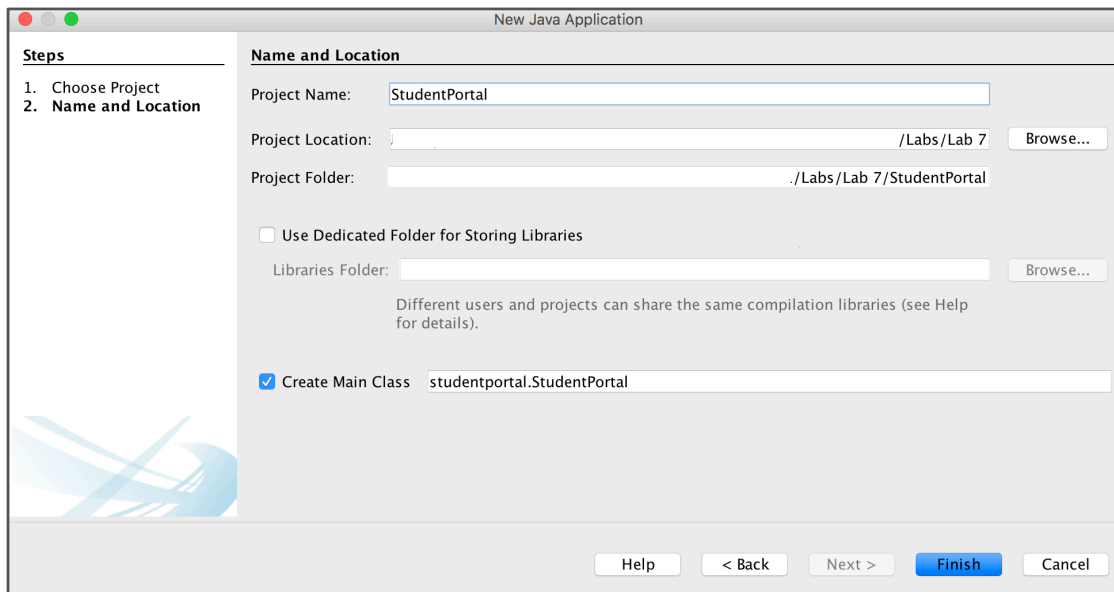 New Java Application
Steps
1. Choose Project
2. Name and Location
Name and Location
Project Name: StudentPortal
Project Location: /Labs/Lab 7 Browse...
Project Folder: ./Labs/Lab 7/StudentPortal
Use Dedicated Folder for Storing Libraries
Libraries Folder: Browse...
Different users and projects can share the same compilation libraries (see Help
for details).
Create Main Class studentportal.StudentPortal
Help < Back Next > Finish Cancel